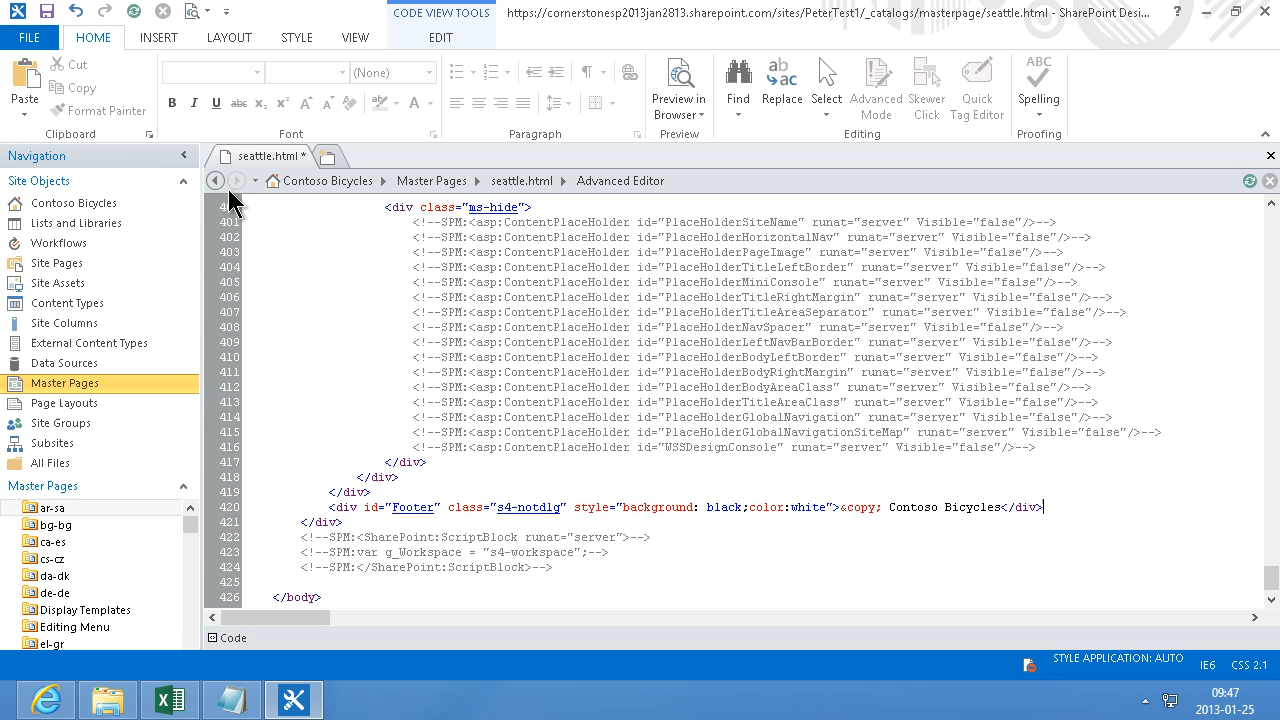 CODE VIEW TOOLS
https://cornerstonesp2013jan2813.sharepoint.com/sites/PeterTest1/_catalogs/masterpage/seattle.html - SharePoint Desi...
FILE HOME INSERT LAYOUT STYLE VIEW EDIT
Paste Cut Copy Format Painter
(None)
B I U abc x₂ x² A A ab A
Preview in Browser
Find Replace Select Advanced Mode Skewer Click Quick Tag Editor
ABC Spelling
Clipboard Font Paragraph Preview Editing Proofing
Navigation
seattle.html *
Site Objects
Contoso Bicycles Master Pages seattle.html Advanced Editor
Contoso Bicycles
Lists and Libraries
Workflows
Site Pages
Site Assets
Content Types
Site Columns
External Content Types
Data Sources
Master Pages
Page Layouts
Site Groups
Subsites
All Files
Master Pages
ar-sa
bg-bg
ca-es
cs-cz
da-dk
de-de
Display Templates
Editing Menu
el-gr
<div class="ms-hide">
401 <!--SPM:<asp:ContentPlaceHolder id="PlaceHolderSiteName" runat="server" Visible="false"/>-->
402 <!--SPM:<asp:ContentPlaceHolder id="PlaceHolderHorizontalNav" runat="server" Visible="false"/>-->
403 <!--SPM:<asp:ContentPlaceHolder id="PlaceHolderPageImage" runat="server" Visible="false"/>-->
404 <!--SPM:<asp:ContentPlaceHolder id="PlaceHolderTitleLeftBorder" runat="server" Visible="false"/>-->
405 <!--SPM:<asp:ContentPlaceHolder id="PlaceHolderMiniConsole" runat="server" Visible="false"/>-->
406 <!--SPM:<asp:ContentPlaceHolder id="PlaceHolderTitleRightMargin" runat="server" Visible="false"/>-->
407 <!--SPM:<asp:ContentPlaceHolder id="PlaceHolderTitleAreaSeparator" runat="server" Visible="false"/>-->
408 <!--SPM:<asp:ContentPlaceHolder id="PlaceHolderNavSpacer" runat="server" Visible="false"/>-->
409 <!--SPM:<asp:ContentPlaceHolder id="PlaceHolderLeftNavBarBorder" runat="server" Visible="false"/>-->
410 <!--SPM:<asp:ContentPlaceHolder id="PlaceHolderBodyLeftBorder" runat="server" Visible="false"/>-->
411 <!--SPM:<asp:ContentPlaceHolder id="PlaceHolderBodyRightMargin" runat="server" Visible="false"/>-->
412 <!--SPM:<asp:ContentPlaceHolder id="PlaceHolderBodyAreaClass" runat="server" Visible="false"/>-->
413 <!--SPM:<asp:ContentPlaceHolder id="PlaceHolderTitleAreaClass" runat="server" Visible="false"/>-->
414 <!--SPM:<asp:ContentPlaceHolder id="PlaceHolderGlobalNavigation" runat="server" Visible="false"/>-->
415 <!--SPM:<asp:ContentPlaceHolder id="PlaceHolderGlobalNavigationSiteMap" runat="server" Visible="false"/>-->
416 <!--SPM:<asp:ContentPlaceHolder id="WSSDesignConsole" runat="server" Visible="false"/>-->
417 </div>
418 </div>
419 </div>
420 <div id="Footer" class="s4-notdlg" style="background: black;color:white">&copy; Contoso Bicycles</div>
421 </div>
422 <!--SPM:<SharePoint:ScriptBlock runat="server">-->
423 <!--SPM:var g_Workspace = "s4-workspace";-->
424 <!--SPM:</SharePoint:ScriptBlock>-->
425
426 </body>
Code
STYLE APPLICATION: AUTO IE6 CSS 2.1
09:47
2013-01-25